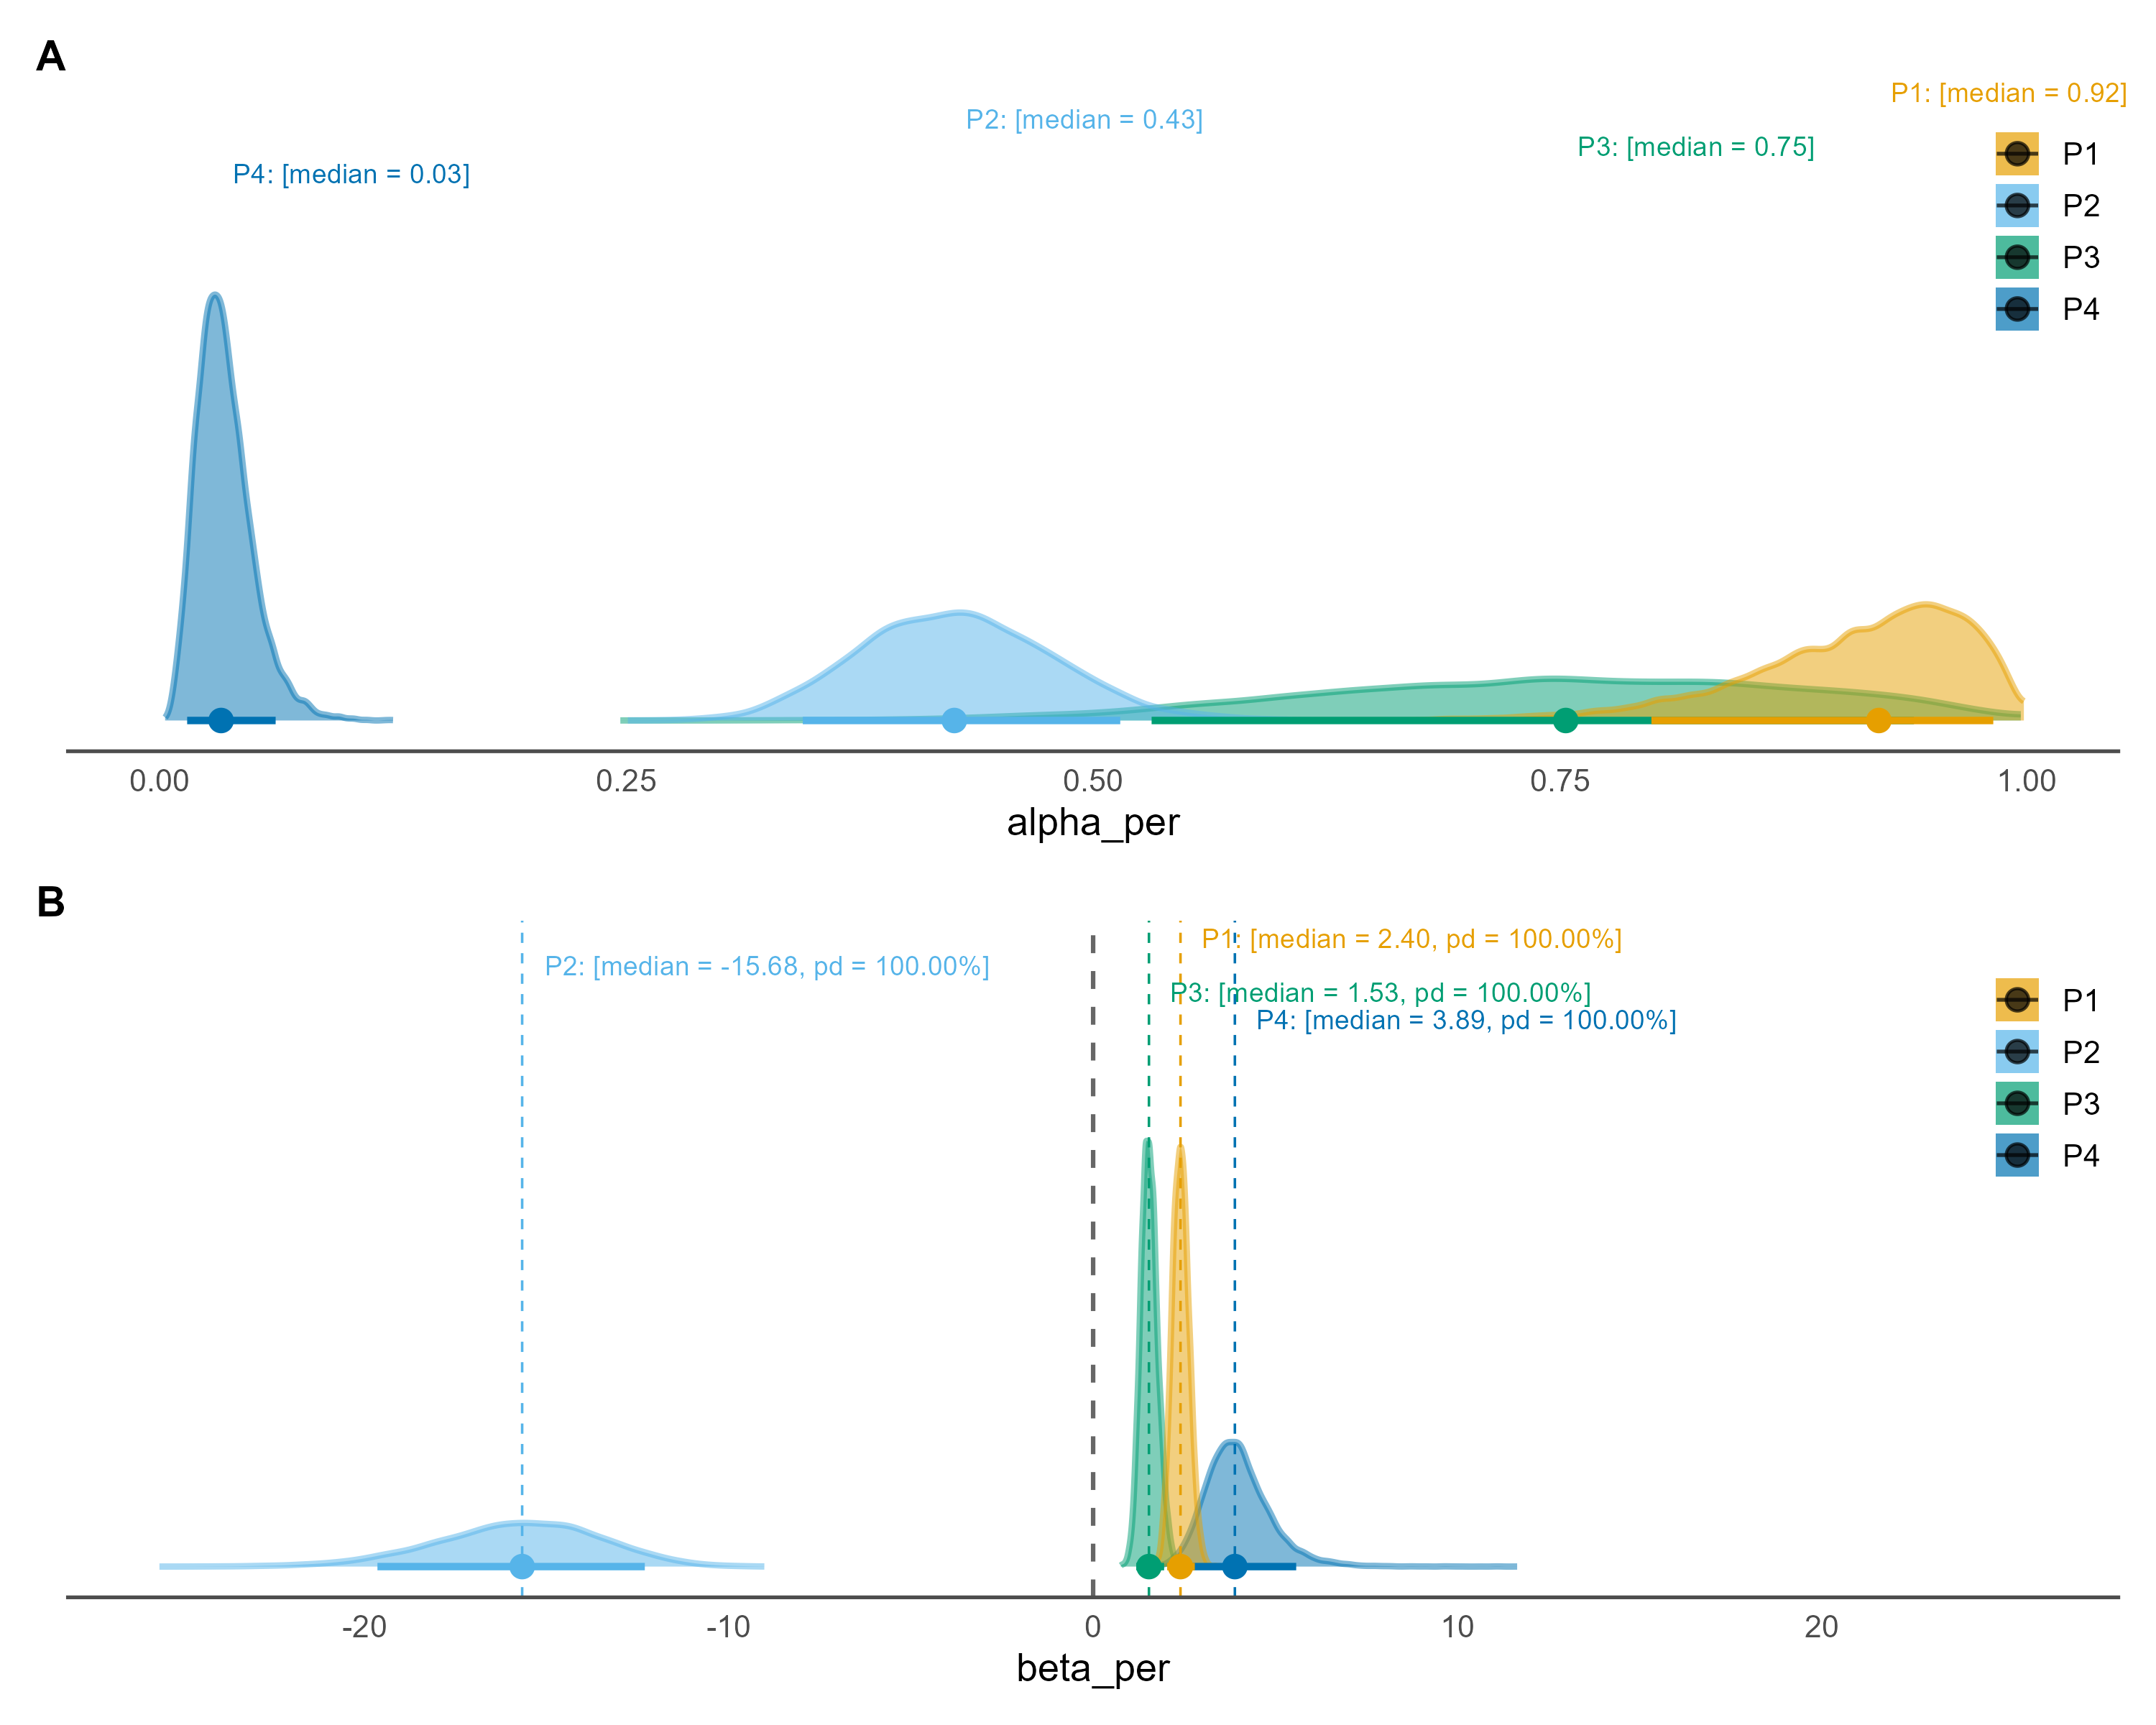 A
P1: [median = 0.92]
P2: [median = 0.43]
P3: [median = 0.75]
P4: [median = 0.03]
P1
P2
P3
P4
0.00 0.25 0.50 0.75 1.00
alpha_per
B
P1: [median = 2.40, pd = 100.00%]
P2: [median = -15.68, pd = 100.00%]
P3: [median = 1.53, pd = 100.00%]
P4: [median = 3.89, pd = 100.00%]
P1
P2
P3
P4
-20 -10 0 10 20
beta_per